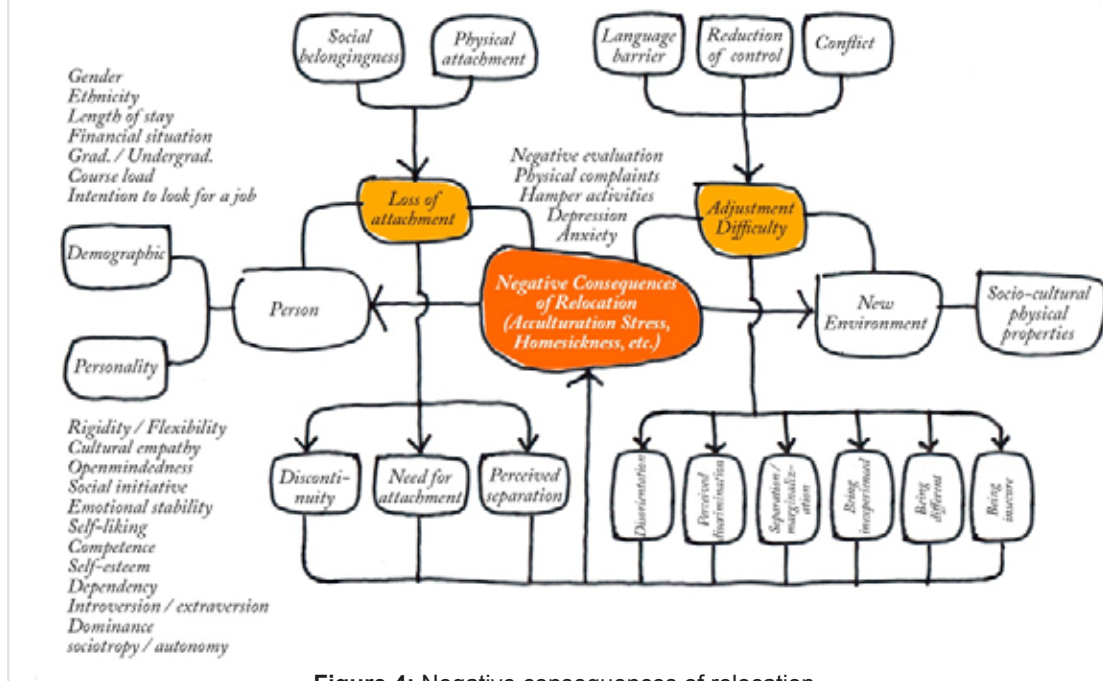 Social
belongingness
Physical
attachment
Language
barrier
Reduction
of control
Conflict
Gender
Ethnicity
Length of stay
Financial situation
Grad. / Undergrad.
Course load
Intention to look for a job
Negative evaluation
Physical complaints
Hamper activities
Depression
Anxiety
Loss of
attachment
Adjustment
Difficulty
Demographic
Person
Negative Consequences
of Relocation
(Acculturation Stress,
Homesickness, etc.)
New
Environment
Socio-cultural
physical
properties
Personality
Rigidity / Flexibility
Cultural empathy
Openmindedness
Social initiative
Emotional stability
Self-liking
Competence
Self-esteem
Dependency
Introversion / extraversion
Dominance
sociotropy / autonomy
Disconti-
nuity
Need for
attachment
Perceived
separation
Disorientation
Perceived
discrimination
Separation /
marginaliz-
ation
Being
inexperienced
Being
different
Being
insecure
Figure 4: Negative consequences of relocation